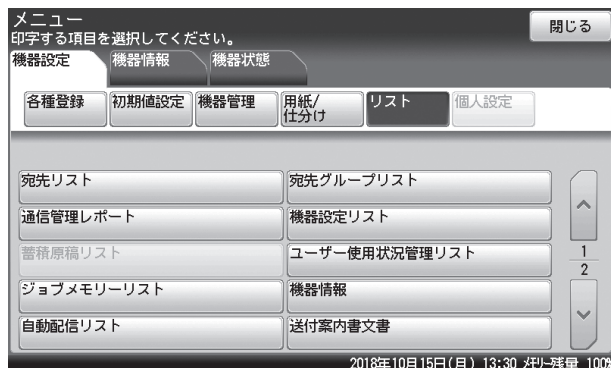 メニュー
印字する項目を選択してください。
閉じる
機器設定
機器情報
機器状態
各種登録
初期値設定
機器管理
用紙/
仕分け
リスト
個人設定
宛先リスト
宛先グループリスト
通信管理レポート
機器設定リスト
蓄積原稿リスト
ユーザー使用状況管理リスト
1
2
ジョブメモリーリスト
機器情報
自動配信リスト
送付案内書文書
2018年10月15日(月) 13:30 メモリー残量 100%